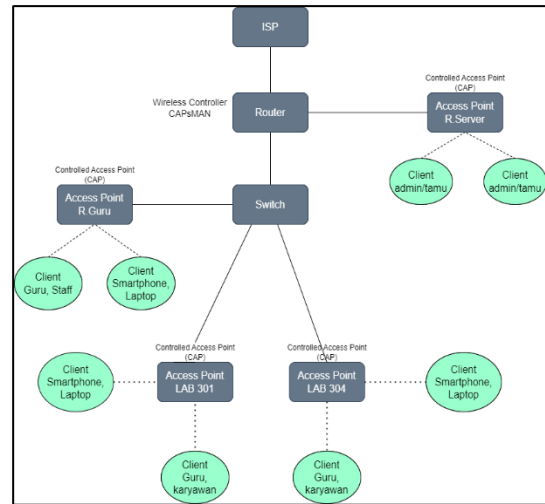 ISP
Wireless Controller
CAPsMAN
Router
Controlled Access Point
(CAP)
Access Point
R.Server
Client
admin/tamu
Client
admin/tamu
Controlled Access Point
(CAP)
Access Point
R.Guru
Switch
Client
Guru, Staff
Client
Smartphone,
Laptop
Controlled Access Point
(CAP)
Access Point
LAB 301
Controlled Access Point
(CAP)
Access Point
LAB 304
Client
Smartphone,
Laptop
Client
Smartphone,
Laptop
Client
Guru,
karyawan
Client
Guru,
karyawan